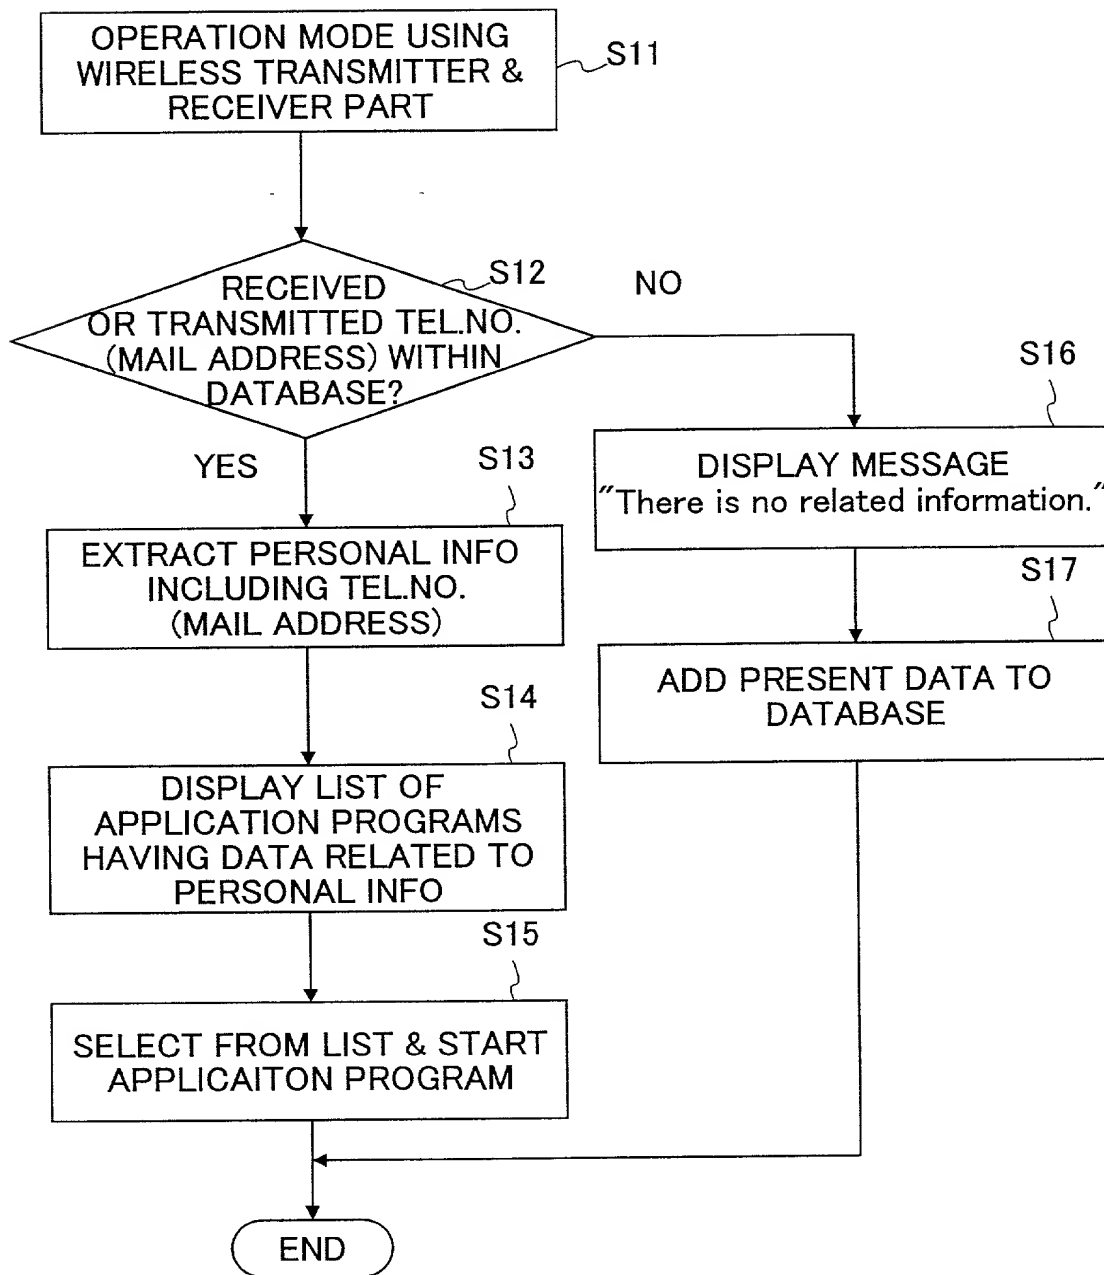 OPERATION MODE USING
WIRELESS TRANSMITTER &
RECEIVER PART
S11
S12
RECEIVED
OR TRANSMITTED TEL.NO.
(MAIL ADDRESS) WITHIN
DATABASE?
NO
YES
S13
EXTRACT PERSONAL INFO
INCLUDING TEL.NO.
(MAIL ADDRESS)
S14
DISPLAY LIST OF
APPLICATION PROGRAMS
HAVING DATA RELATED TO
PERSONAL INFO
S15
SELECT FROM LIST & START
APPLICAITON PROGRAM
S16
DISPLAY MESSAGE
"There is no related information."
S17
ADD PRESENT DATA TO
DATABASE
END